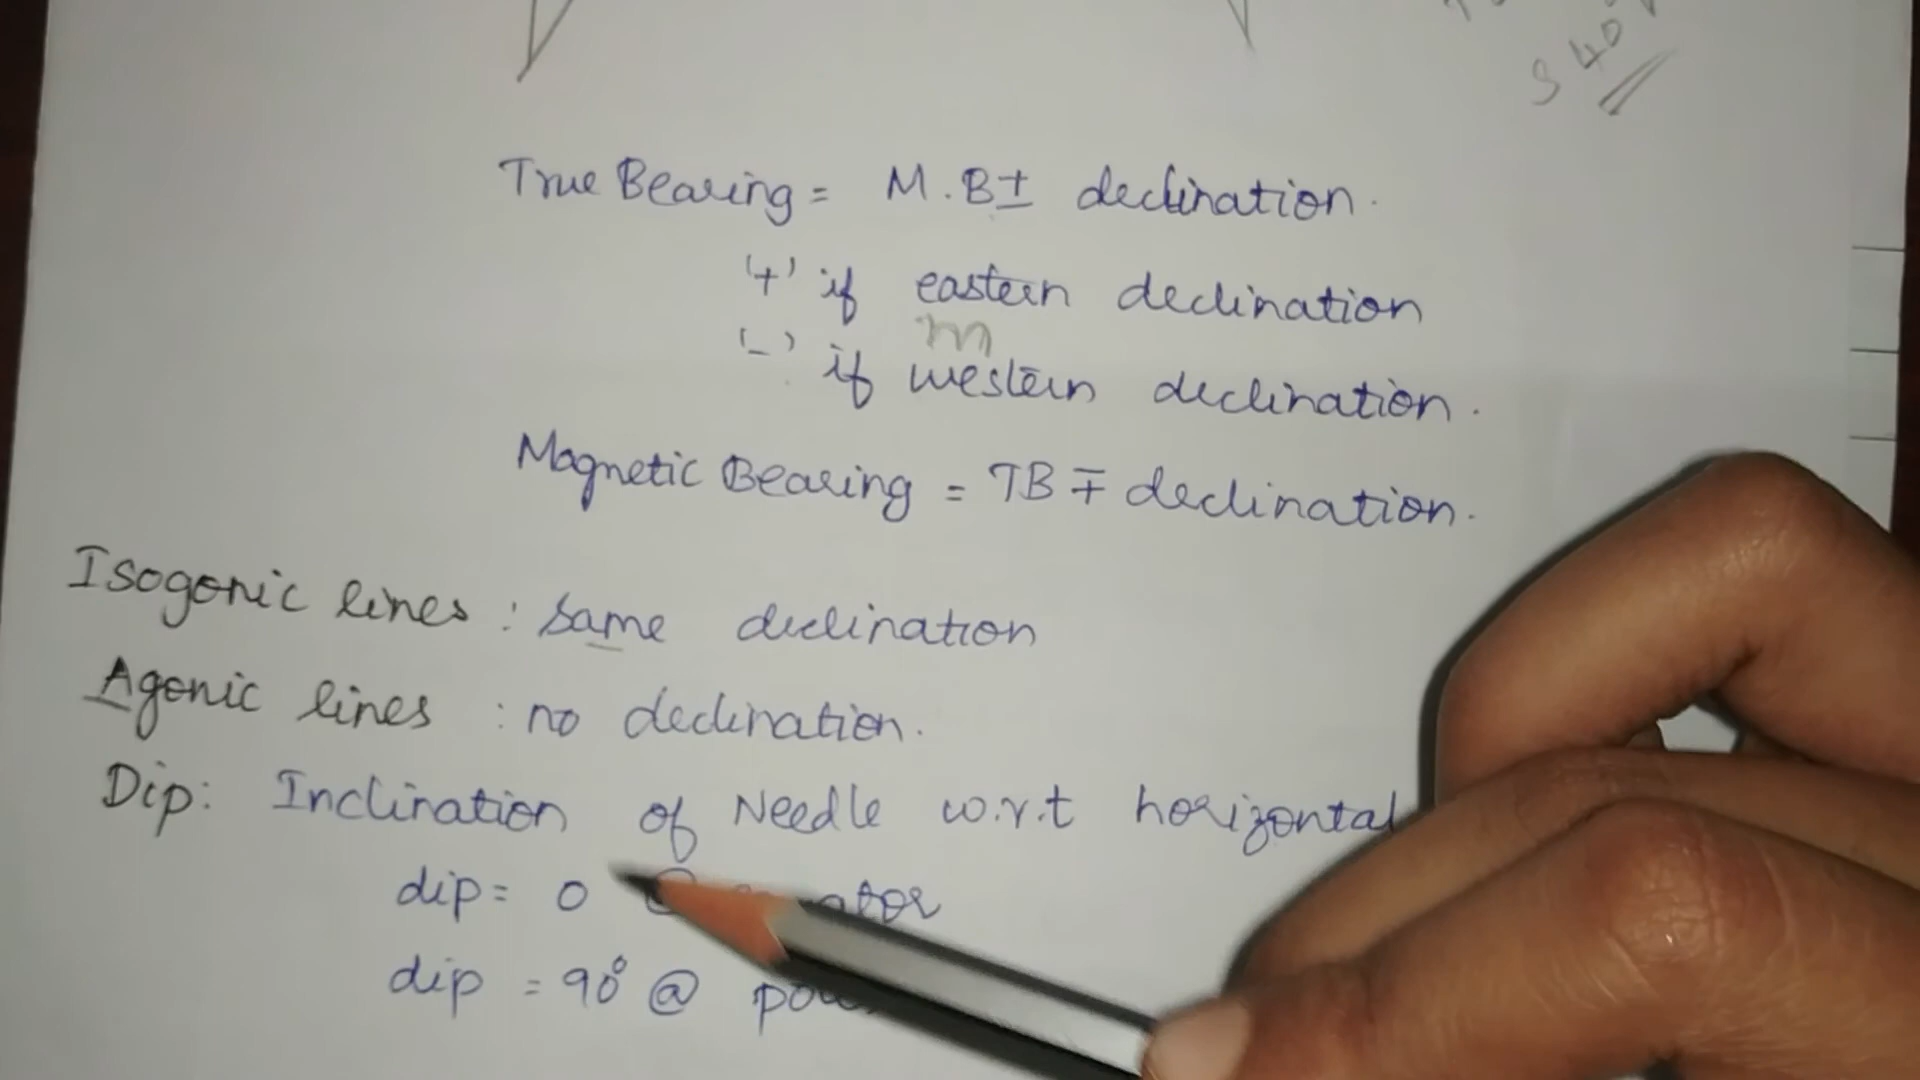 S 40
True Bearing = M.B ± declination.
'+' if eastern declination
m
'-' if western declination.
Magnetic Bearing = TB ∓ declination.
Isogonic lines : same declination
Agonic lines : no declination.
Dip: Inclination of Needle w.r.t horizontal
dip = 0 @
dip = 90° @